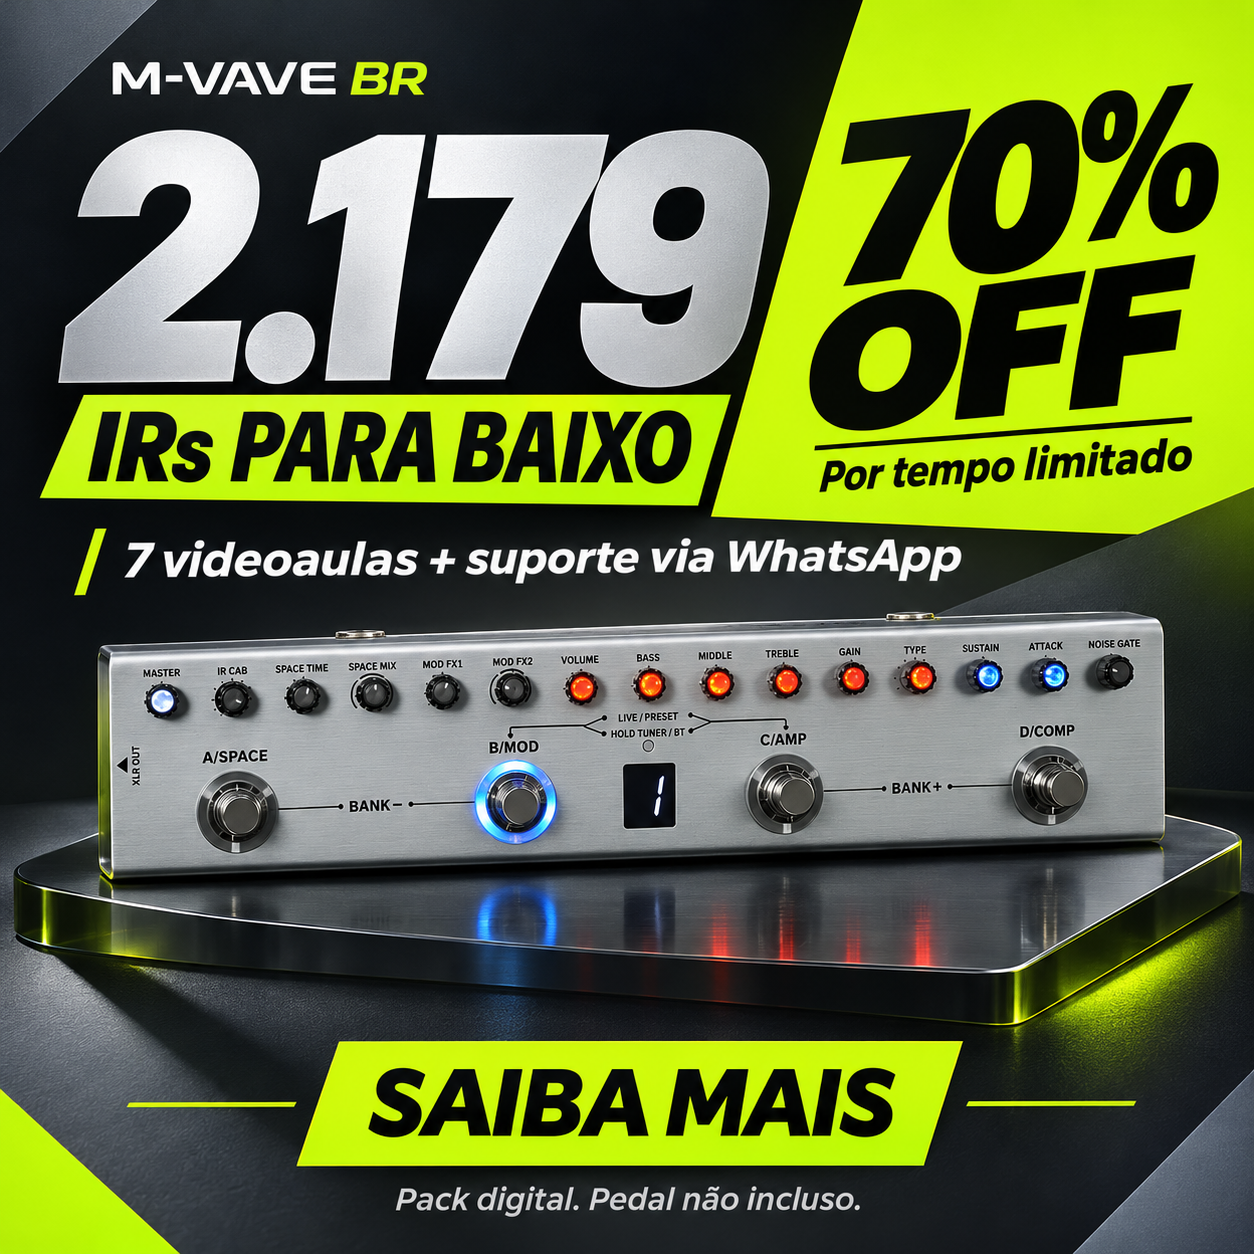 M-VAVE BR
2.179
IRs PARA BAIXO
70%
OFF
Por tempo limitado
7 videoaulas + suporte via WhatsApp
MASTER
IR CAB
SPACE TIME
SPACE MIX
MOD FX1
MOD FX2
VOLUME
BASS
MIDDLE
TREBLE
GAIN
TYPE
SUSTAIN
ATTACK
NOISE GATE
LIVE / PRESET
HOLD TUNER / BT
XLR OUT
A/SPACE
B/MOD
C/AMP
D/COMP
BANK−
1
BANK+
SAIBA MAIS
Pack digital. Pedal não incluso.